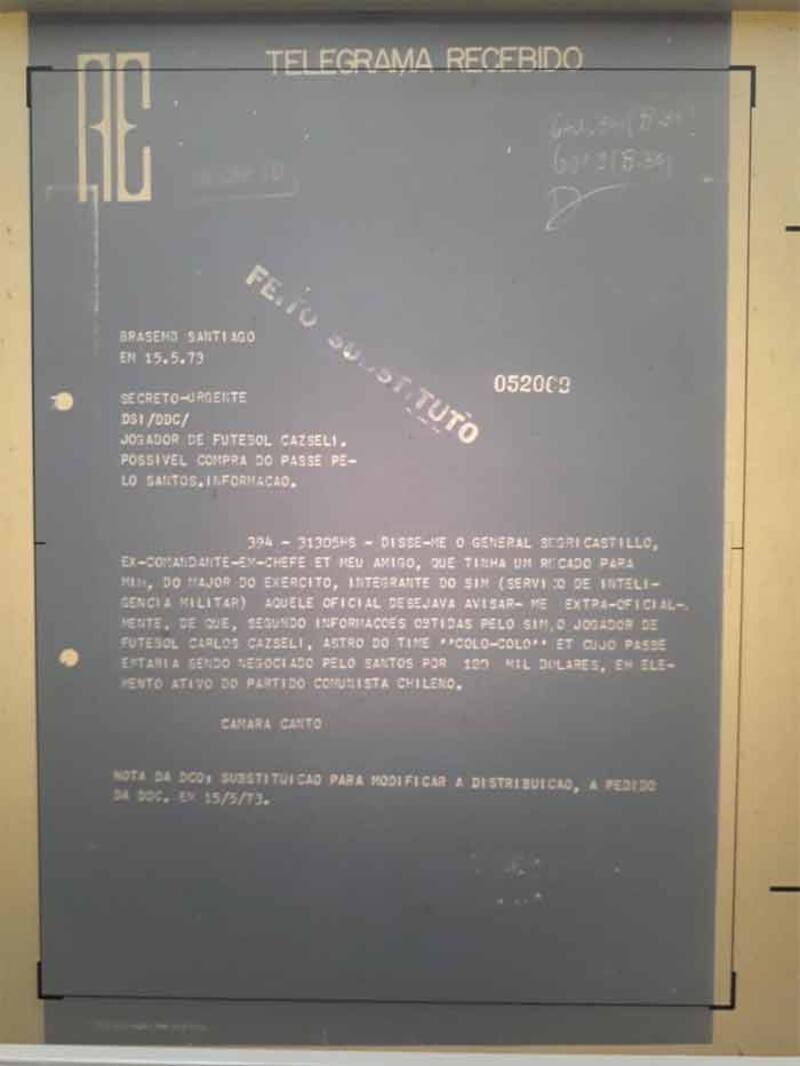 TELEGRAMA RECEBIDO
AE
FEITO SUBSTITUTO
BRASEMB SANTIAGO
EM 15.5.73
052069
SECRETO-URGENTE
DSI/DDC/
JOGADOR DE FUTEBOL CAZSELI.
POSSIVEL COMPRA DO PASSE PE-
LO SANTOS.INFORMACAO.
394 - 31305HS - DISSE-ME O GENERAL SEGRICASTILLO,
EX-COMANDANTE-EM-CHEFE ET MEU AMIGO, QUE TINHA UM RECADO PARA
MIM, DO MAJOR DO EXERCITO, INTEGRANTE DO SIM (SERVICO DE INTELI-
GENCIA MILITAR) AQUELE OFICIAL DESEJAVA AVISAR- ME EXTRA-OFICIAL-
MENTE, DE QUE, SEGUNDO INFORMACOES OBTIDAS PELO SIM,O JOGADOR DE
FUTEBOL CARLOS CAZSELI, ASTRO DO TIME "COLO-COLO" ET CUJO PASSE
ESTARIA SENDO NEGOCIADO PELO SANTOS POR MIL DOLARES, EH ELE-
MENTO ATIVO DO PARTIDO COMUNISTA CHILENO.
CAMARA CANTO
NOTA DA DCD: SUBSTITUICAO PARA MODIFICAR A DISTRIBUICAO, A PEDIDO
DA DDC. EM 15/5/73.